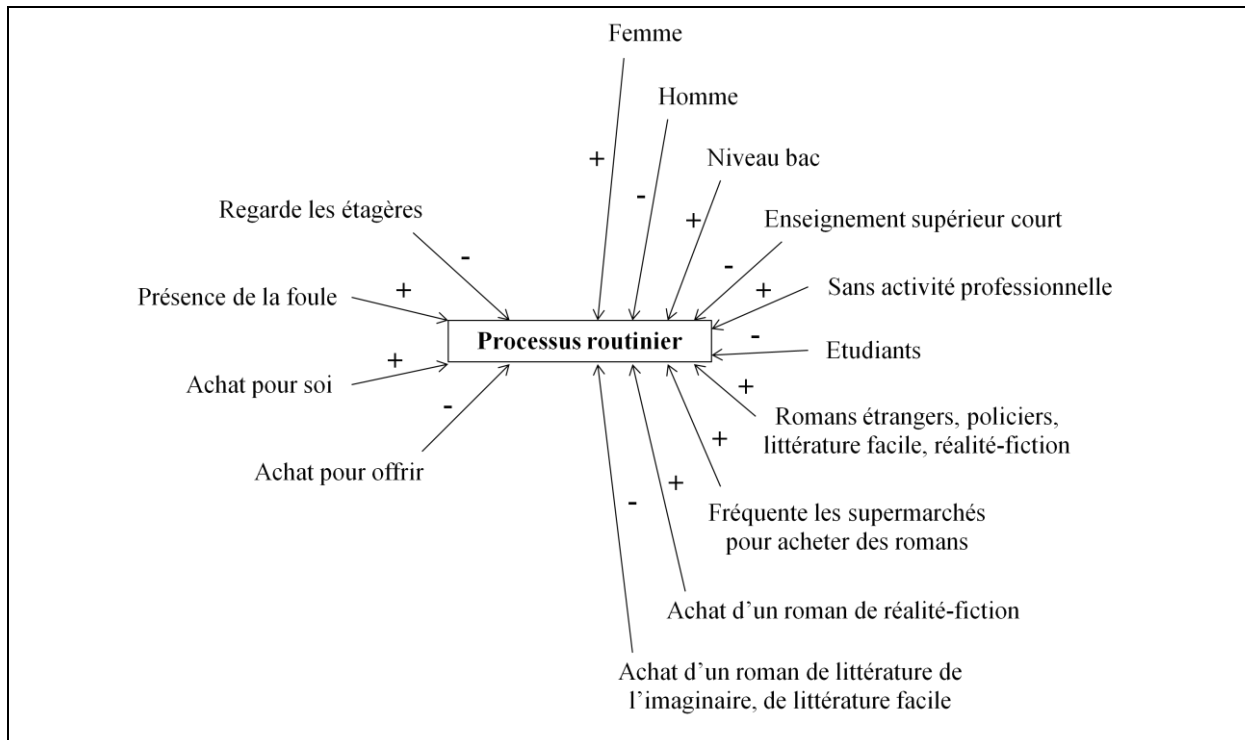 Femme
Homme
+
-
Niveau bac
Regarde les étagères
+
Enseignement supérieur court
-
-
Présence de la foule
+
+
Sans activité professionnelle
Processus routinier
-
Etudiants
Achat pour soi
+
+
Romans étrangers, policiers,
littérature facile, réalité-fiction
-
Achat pour offrir
+
+
-
Fréquente les supermarchés
pour acheter des romans
Achat d’un roman de réalité-fiction
Achat d’un roman de littérature de
l’imaginaire, de littérature facile